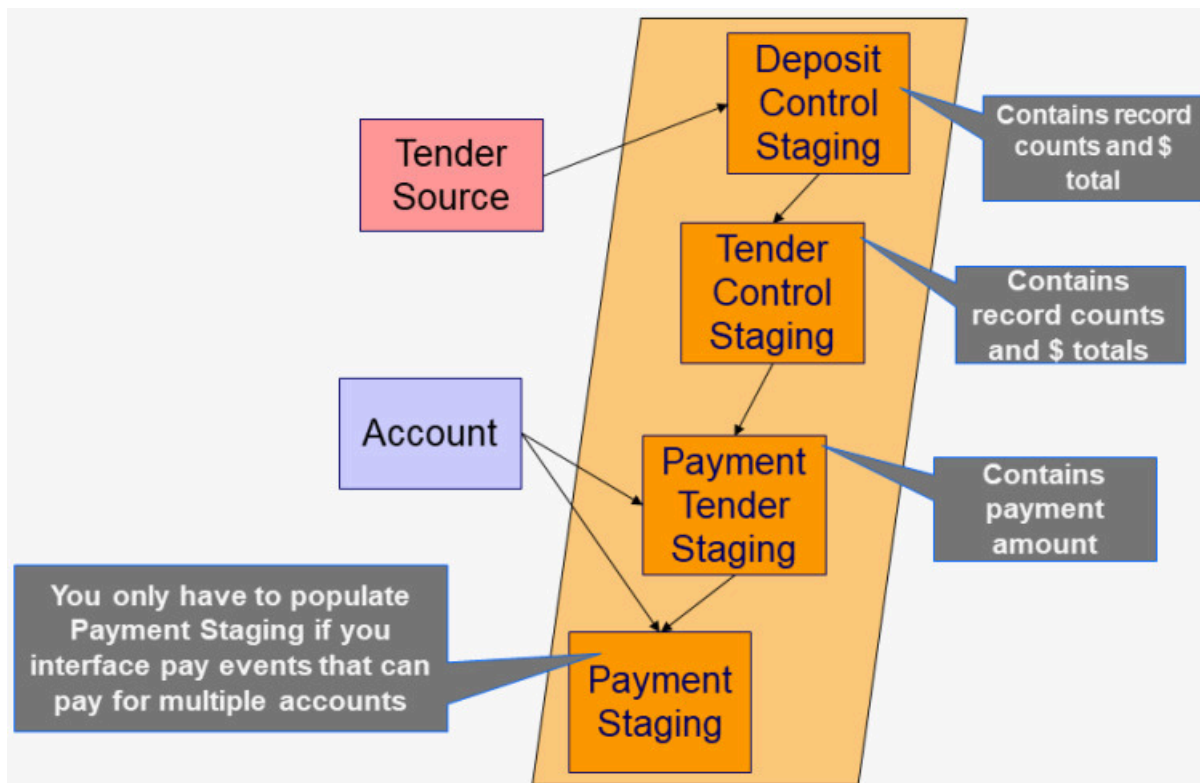 Deposit
Control
Staging
Contains record
counts and $
total
Tender
Source
Tender
Control
Staging
Contains
record counts
and $ totals
Account
Payment
Tender
Staging
Contains
payment
amount
You only have to populate
Payment Staging if you
interface pay events that can
pay for multiple accounts
Payment
Staging